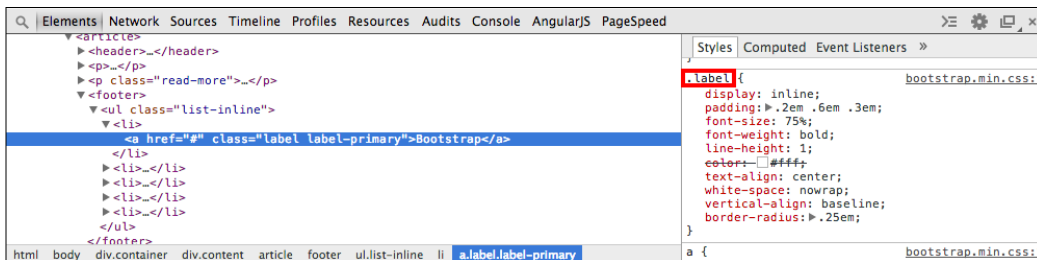 Elements Network Sources Timeline Profiles Resources Audits Console AngularJS PageSpeed
▼<article>
▶<header>…</header>
▶<p>…</p>
▶<p class="read-more">…</p>
▼<footer>
▼<ul class="list-inline">
▼<li>
<a href="#" class="label label-primary">Bootstrap</a>
</li>
▶<li>…</li>
▶<li>…</li>
▶<li>…</li>
▶<li>…</li>
</ul>
</footer>
html body div.container div.content article footer ul.list-inline li a.label.label-primary
Styles Computed Event Listeners »
}
.label { bootstrap.min.css:
display: inline;
padding:▶.2em .6em .3em;
font-size: 75%;
font-weight: bold;
line-height: 1;
color: #fff;
text-align: center;
white-space: nowrap;
vertical-align: baseline;
border-radius:▶.25em;
}
a { bootstrap.min.css: